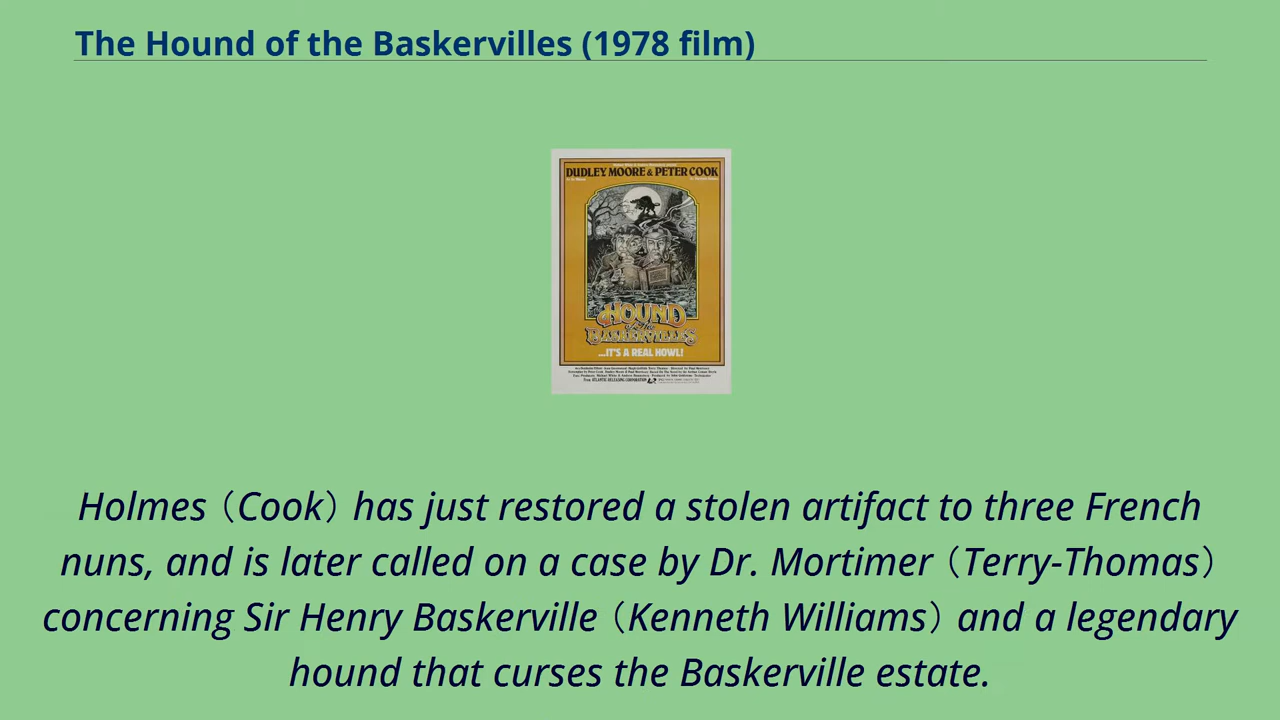 The Hound of the Baskervilles (1978 film)
DUDLEY MOORE & PETER COOK
HOUND
of the
BASKERVILLES
...IT'S A REAL HOWL!
Holmes (Cook) has just restored a stolen artifact to three French
nuns, and is later called on a case by Dr. Mortimer (Terry-Thomas)
concerning Sir Henry Baskerville (Kenneth Williams) and a legendary
hound that curses the Baskerville estate.